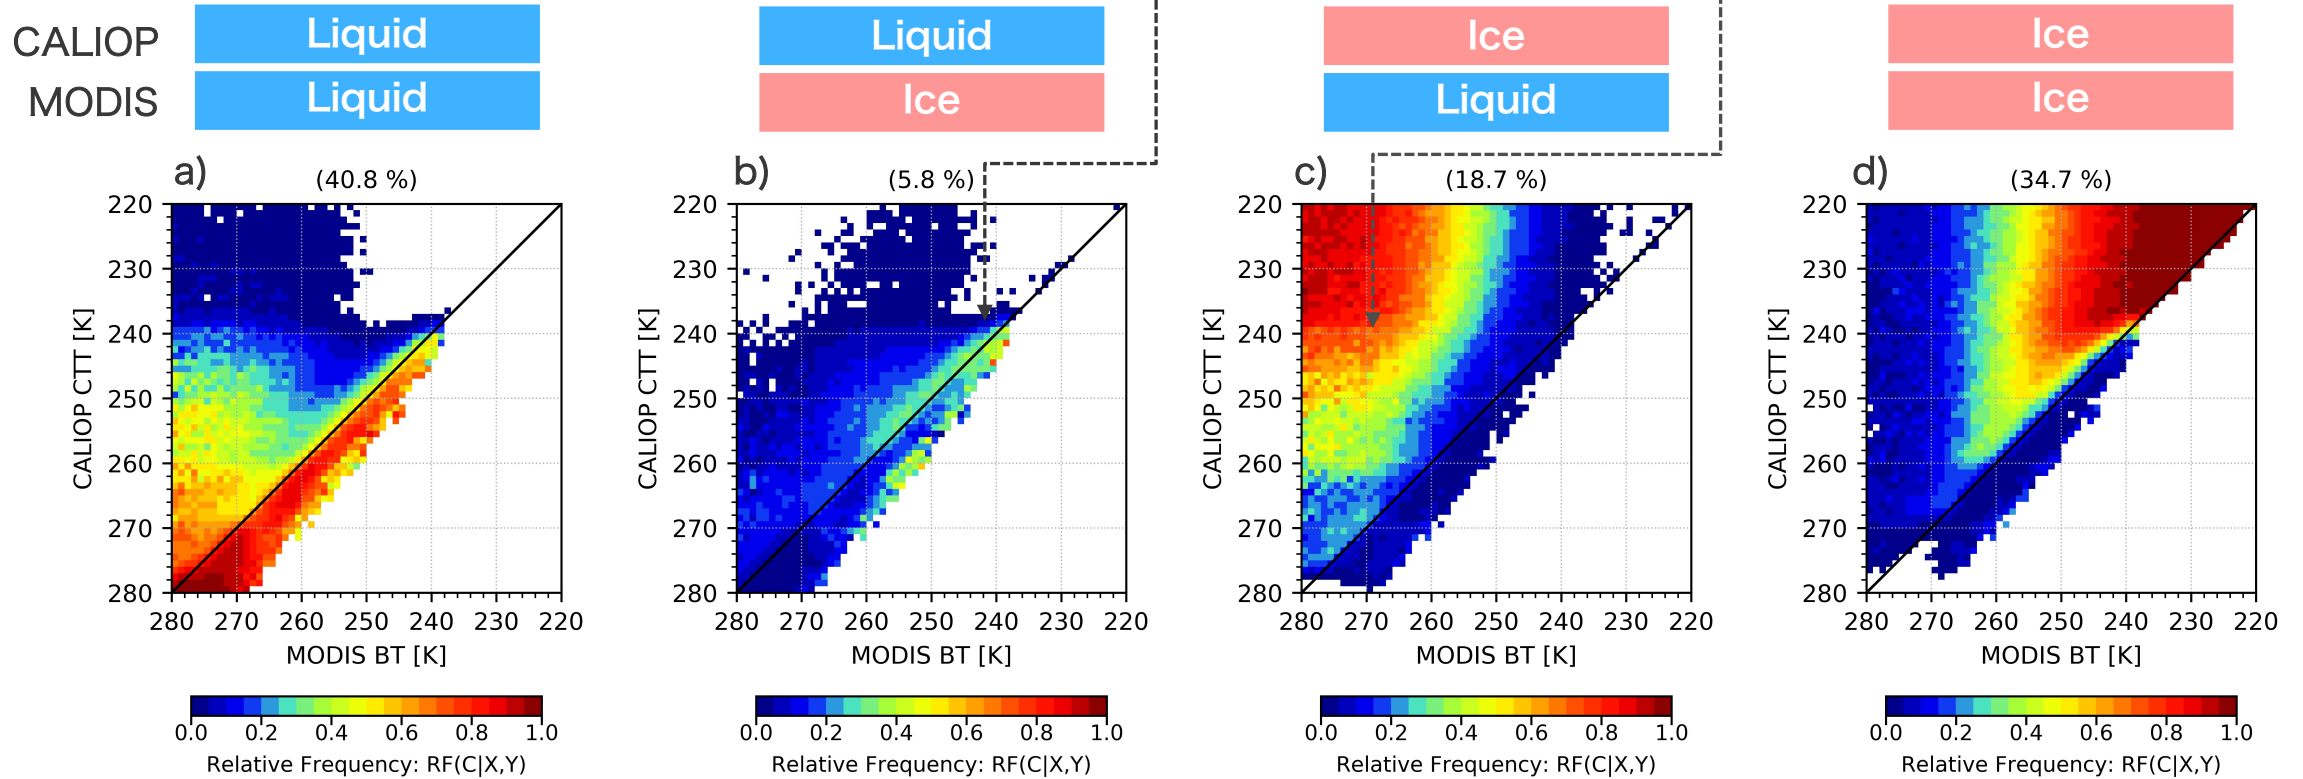 CALIOP Liquid Liquid Ice Ice
MODIS Liquid Ice Liquid Ice
a) (40.8 %) b) (5.8 %) c) (18.7 %) d) (34.7 %)
220 220 220 220
230 230 230 230
240 240 240 240
250 250 250 250
260 260 260 260
270 270 270 270
280 280 280 280
CALIOP CTT [K] CALIOP CTT [K] CALIOP CTT [K] CALIOP CTT [K]
280 270 260 250 240 230 220 280 270 260 250 240 230 220 280 270 260 250 240 230 220 280 270 260 250 240 230 220
MODIS BT [K] MODIS BT [K] MODIS BT [K] MODIS BT [K]
0.0 0.2 0.4 0.6 0.8 1.0 0.0 0.2 0.4 0.6 0.8 1.0 0.0 0.2 0.4 0.6 0.8 1.0 0.0 0.2 0.4 0.6 0.8 1.0
Relative Frequency: RF(C|X,Y) Relative Frequency: RF(C|X,Y) Relative Frequency: RF(C|X,Y) Relative Frequency: RF(C|X,Y)